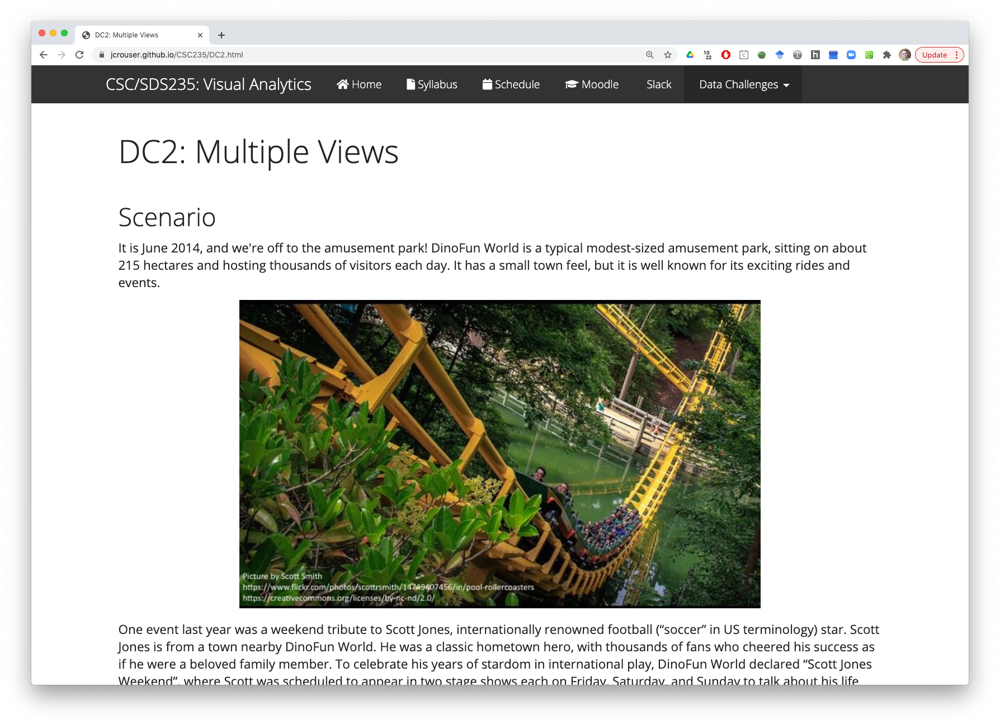 DC2: Multiple Views
jcrouser.github.io/CSC235/DC2.html
10:
22
Update
CSC/SDS235: Visual Analytics Home Syllabus Schedule Moodle Slack Data Challenges
DC2: Multiple Views
Scenario
It is June 2014, and we're off to the amusement park! DinoFun World is a typical modest-sized amusement park, sitting on about
215 hectares and hosting thousands of visitors each day. It has a small town feel, but it is well known for its exciting rides and
events.
Picture by Scott Smith
https://www.flickr.com/photos/scottrsmith/14749407456/in/pool-rollercoasters
https://creativecommons.org/licenses/by-nc-nd/2.0/
One event last year was a weekend tribute to Scott Jones, internationally renowned football (“soccer” in US terminology) star. Scott
Jones is from a town nearby DinoFun World. He was a classic hometown hero, with thousands of fans who cheered his success as
if he were a beloved family member. To celebrate his years of stardom in international play, DinoFun World declared “Scott Jones
Weekend”, where Scott was scheduled to appear in two stage shows each on Friday, Saturday, and Sunday to talk about his life